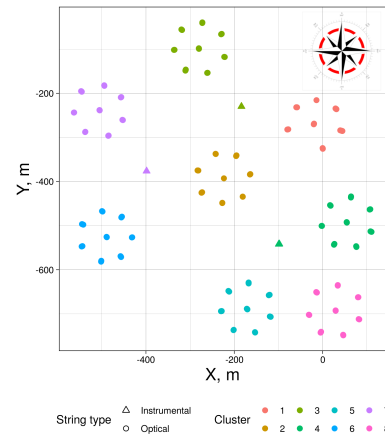 -200
-400
-600
Y, m
-400
-200
0
X, m
String type
Instrumental
Optical
Cluster
1
2
3
4
5
6